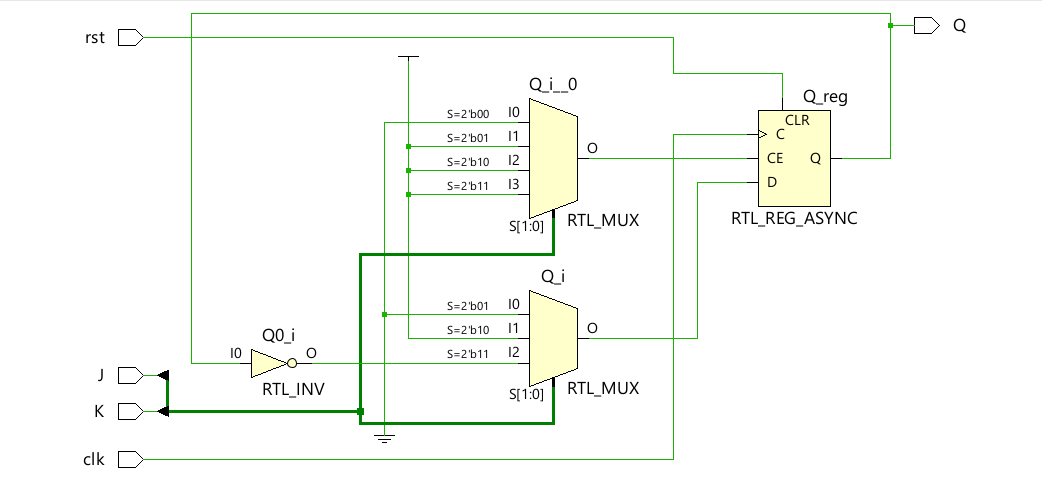 rst
Q
Q_i__0
S=2'b00 I0
S=2'b01 I1
S=2'b10 I2
S=2'b11 I3
O
S[1:0]
RTL_MUX
Q_reg
CLR
C
CE Q
D
RTL_REG_ASYNC
Q_i
S=2'b01 I0
S=2'b10 I1
S=2'b11 I2
O
S[1:0]
RTL_MUX
Q0_i
I0 O
RTL_INV
J
K
clk